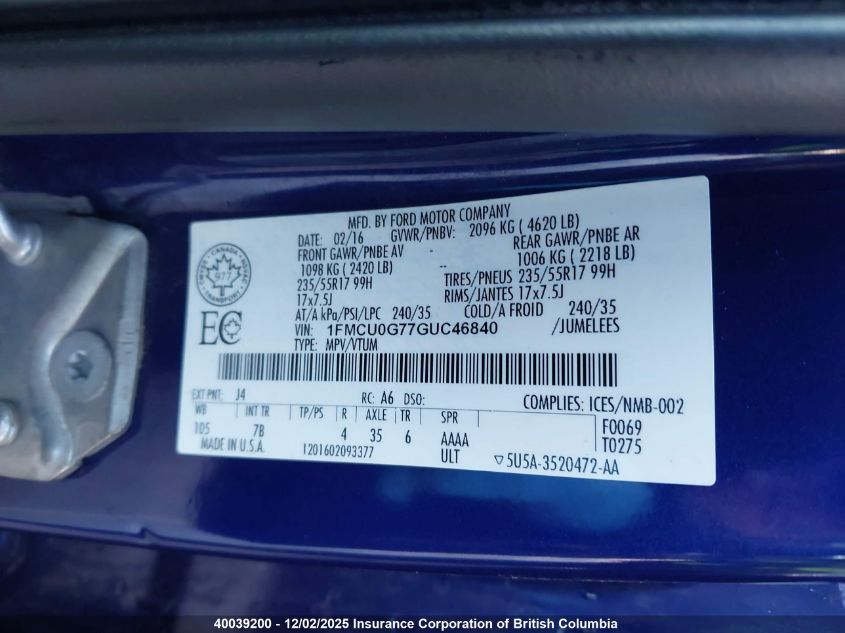 MFD. BY FORD MOTOR COMPANY
DATE: 02/16 GVWR/PNBV: 2096 KG ( 4620 LB)
FRONT GAWR/PNBE AV -- REAR GAWR/PNBE AR
1098 KG ( 2420 LB) 1006 KG ( 2218 LB)
235/55R17 99H -- TIRES/PNEUS 235/55R17 99H
17x7.5J RIMS/JANTES 17x7.5J
AT/A kPa/PSI/LPC 240/35 COLD/A FROID 240/35
VIN: 1FMCU0G77GUC46840 /JUMELEES
TYPE: MPV/VTUM
CANADA
977
TRANSPORT
EC
EXT PNT: J4 RC: A6 DSO: COMPLIES: ICES/NMB-002
WB INT TR TP/PS R AXLE TR SPR F0069
105 7B 4 35 6 AAAA T0275
MADE IN U.S.A. 1201602093377 ULT ▽5U5A-3520472-AA
40039200 - 12/02/2025 Insurance Corporation of British Columbia